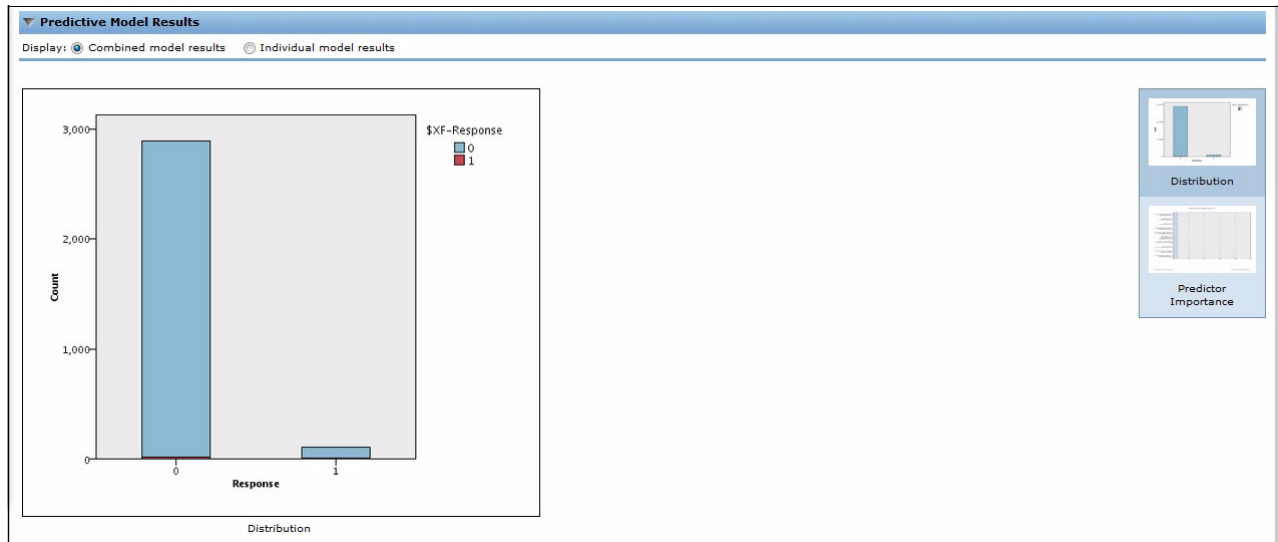 Predictive Model Results
Display: Combined model results Individual model results
3,000
2,000
1,000
0
Count
0 1
Response
$XF-Response
0
1
Distribution
Distribution
Predictor
Importance